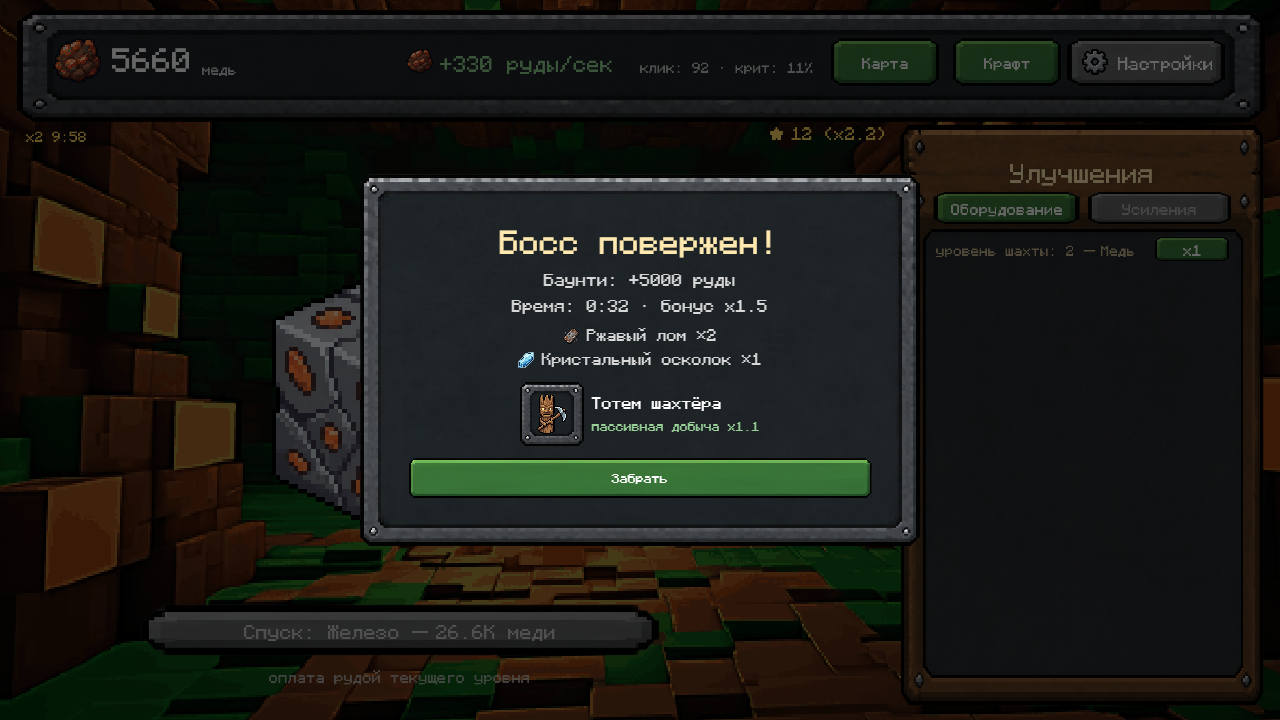 5660 медь
+330 руды/сек
клик: 92 · крит: 11%
Карта
Крафт
Настройки
x2 9:58
12 (x2.2)
Улучшения
Оборудование
Усиления
уровень шахты: 2 — Медь
x1
Босс повержен!
Баунти: +5000 руды
Время: 0:32 · бонус x1.5
Ржавый лом ×2
Кристальный осколок ×1
Тотем шахтёра
пассивная добыча x1.1
Забрать
Спуск: Железо — 26.6K меди
оплата рудой текущего уровня